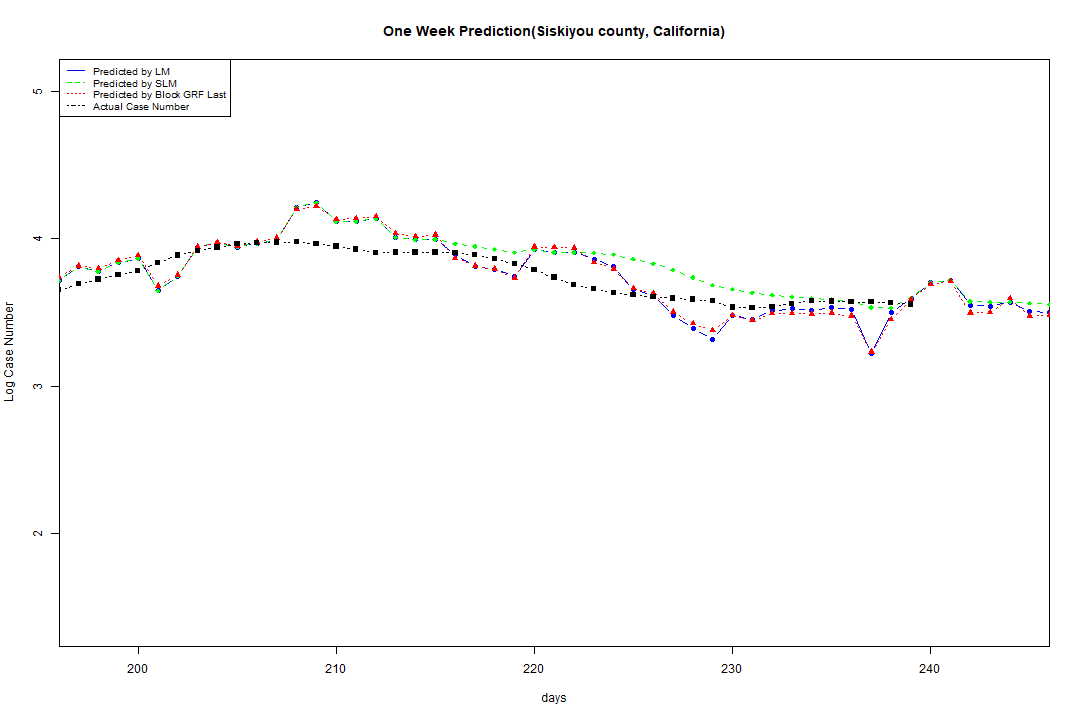 One Week Prediction(Siskiyou county, California)
Predicted by LM
Predicted by SLM
Predicted by Block GRF Last
Actual Case Number
5
4
3
2
Log Case Number
200
210
220
230
240
days